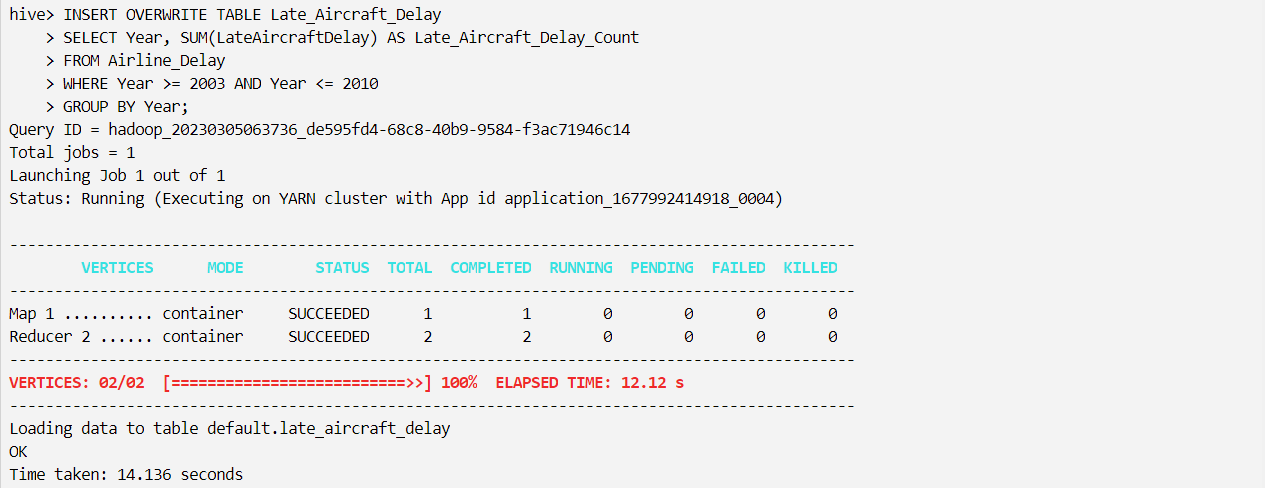 hive> INSERT OVERWRITE TABLE Late_Aircraft_Delay
    > SELECT Year, SUM(LateAircraftDelay) AS Late_Aircraft_Delay_Count
    > FROM Airline_Delay
    > WHERE Year >= 2003 AND Year <= 2010
    > GROUP BY Year;
Query ID = hadoop_20230305063736_de595fd4-68c8-40b9-9584-f3ac71946c14
Total jobs = 1
Launching Job 1 out of 1
Status: Running (Executing on YARN cluster with App id application_1677992414918_0004)

----------------------------------------------------------------------------------------------
        VERTICES      MODE        STATUS  TOTAL  COMPLETED  RUNNING  PENDING  FAILED  KILLED
----------------------------------------------------------------------------------------------
Map 1 .......... container     SUCCEEDED      1          1        0        0       0       0
Reducer 2 ...... container     SUCCEEDED      2          2        0        0       0       0
----------------------------------------------------------------------------------------------
VERTICES: 02/02  [==========================>>] 100%  ELAPSED TIME: 12.12 s
----------------------------------------------------------------------------------------------
Loading data to table default.late_aircraft_delay
OK
Time taken: 14.136 seconds